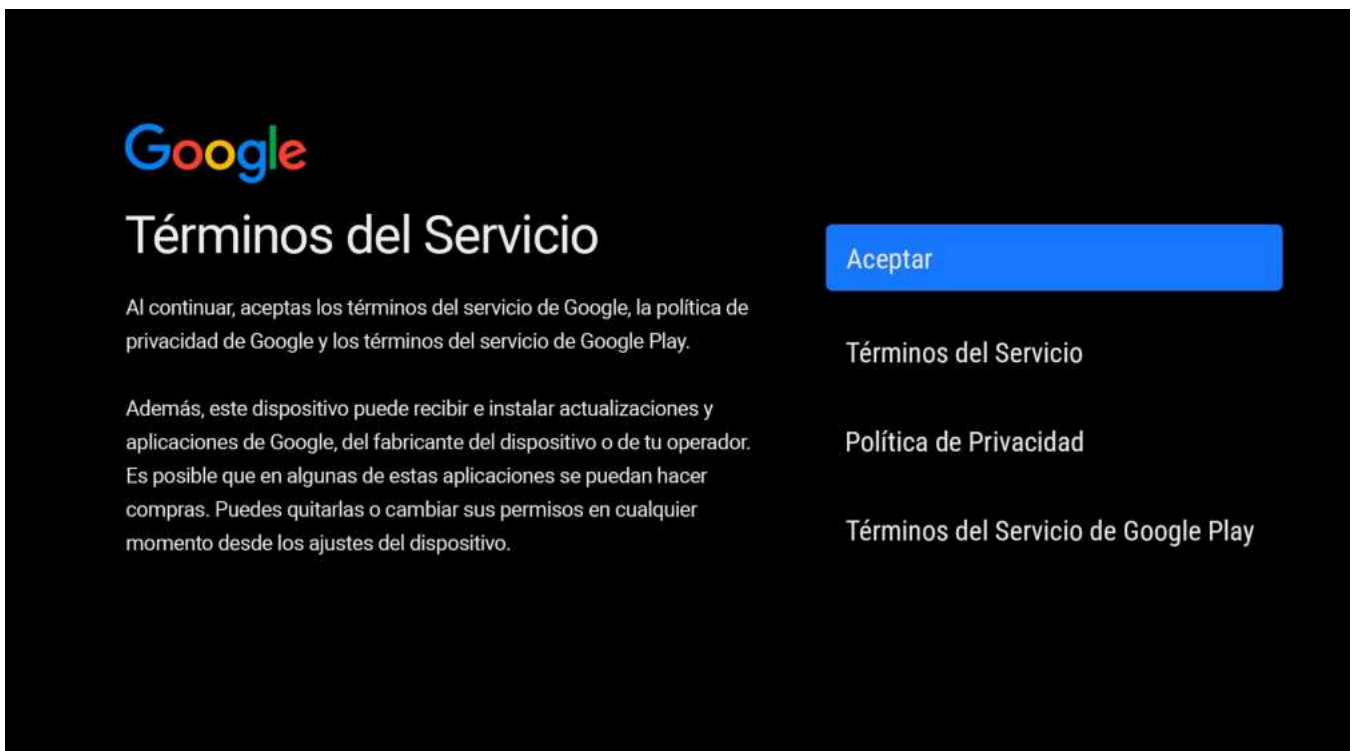 Google
Términos del Servicio
Al continuar, aceptas los términos del servicio de Google, la política de
privacidad de Google y los términos del servicio de Google Play.
Además, este dispositivo puede recibir e instalar actualizaciones y
aplicaciones de Google, del fabricante del dispositivo o de tu operador.
Es posible que en algunas de estas aplicaciones se puedan hacer
compras. Puedes quitarlas o cambiar sus permisos en cualquier
momento desde los ajustes del dispositivo.
Aceptar
Términos del Servicio
Política de Privacidad
Términos del Servicio de Google Play